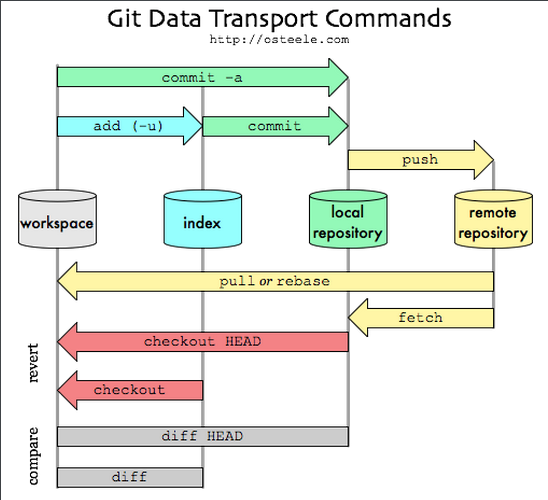 Git Data Transport Commands
http://osteele.com
commit -a
add (-u)
commit
push
workspace
index
local
repository
remote
repository
pull or rebase
fetch
revert
checkout HEAD
checkout
compare
diff HEAD
diff